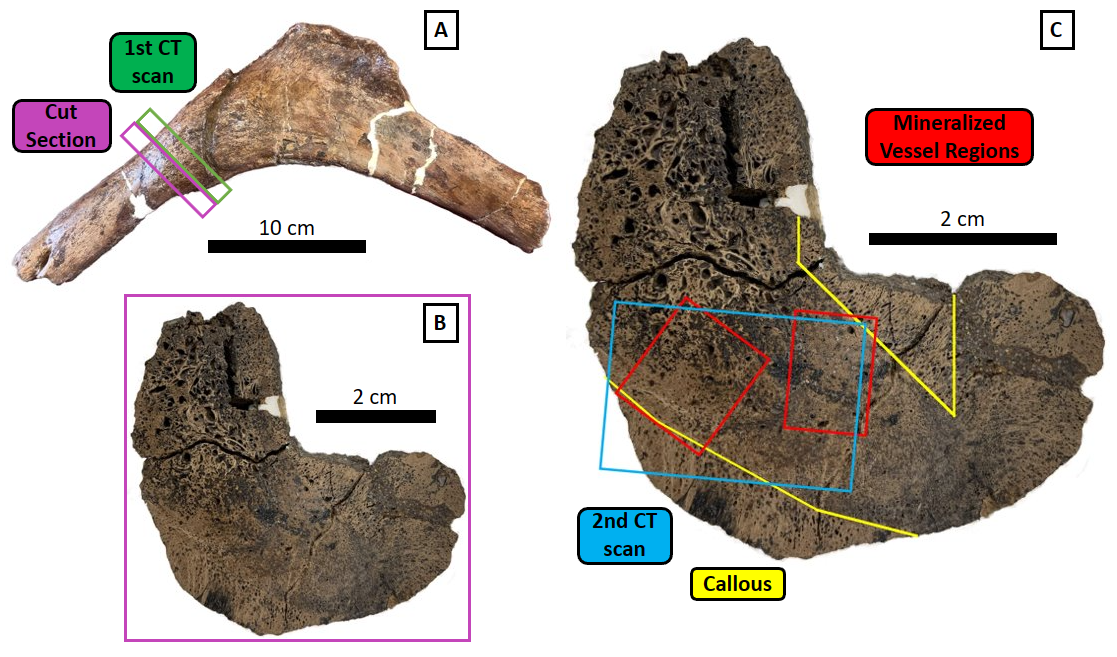 A
1st CT
scan
Cut
Section
10 cm
B
2 cm
C
Mineralized
Vessel Regions
2 cm
2nd CT
scan
Callous